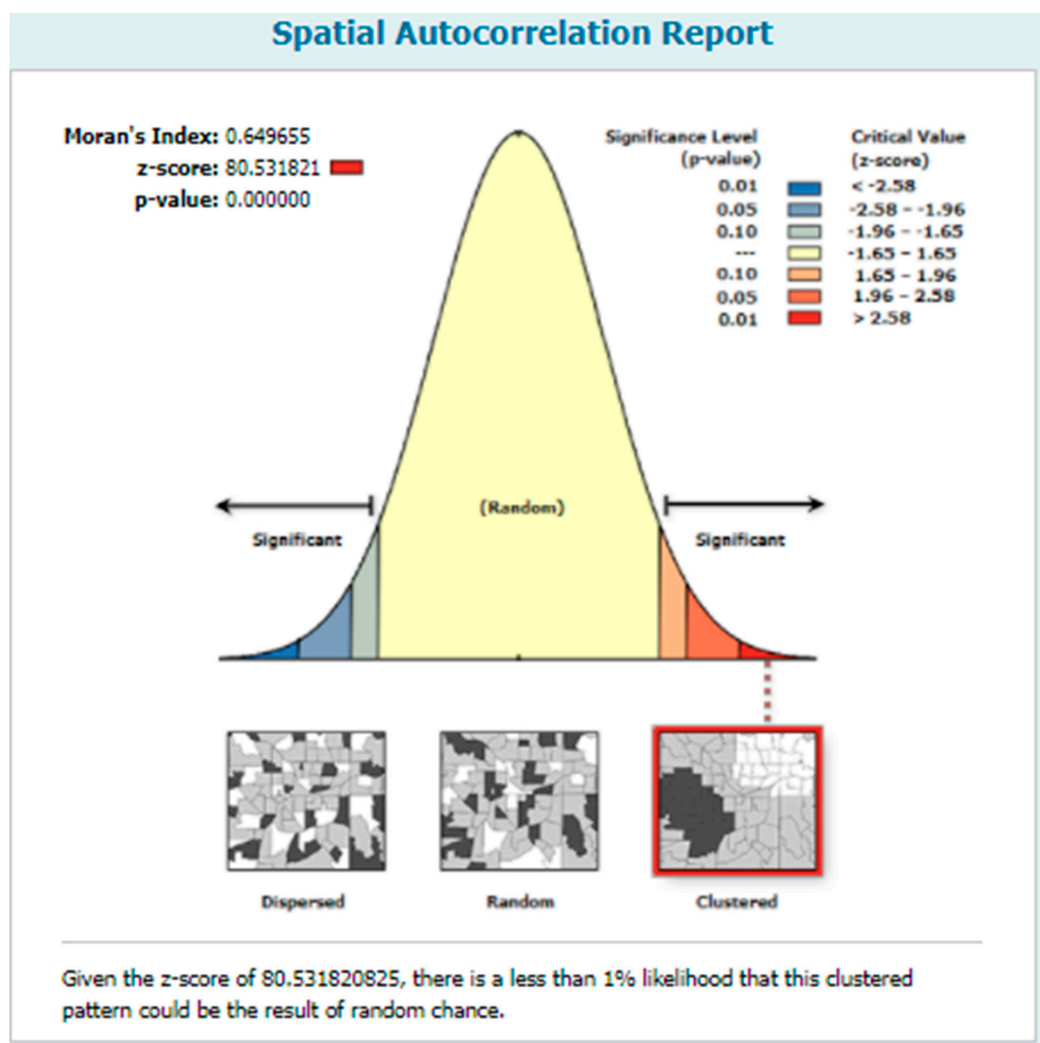 Spatial Autocorrelation Report
Moran's Index: 0.649655
z-score: 80.531821
p-value: 0.000000
Significance Level
(p-value)
Critical Value
(z-score)
0.01 < -2.58
0.05 -2.58 – -1.96
0.10 -1.96 – -1.65
--- -1.65 – 1.65
0.10 1.65 – 1.96
0.05 1.96 – 2.58
0.01 > 2.58
(Random)
Significant
Significant
Dispersed
Random
Clustered
Given the z-score of 80.531820825, there is a less than 1% likelihood that this clustered
pattern could be the result of random chance.